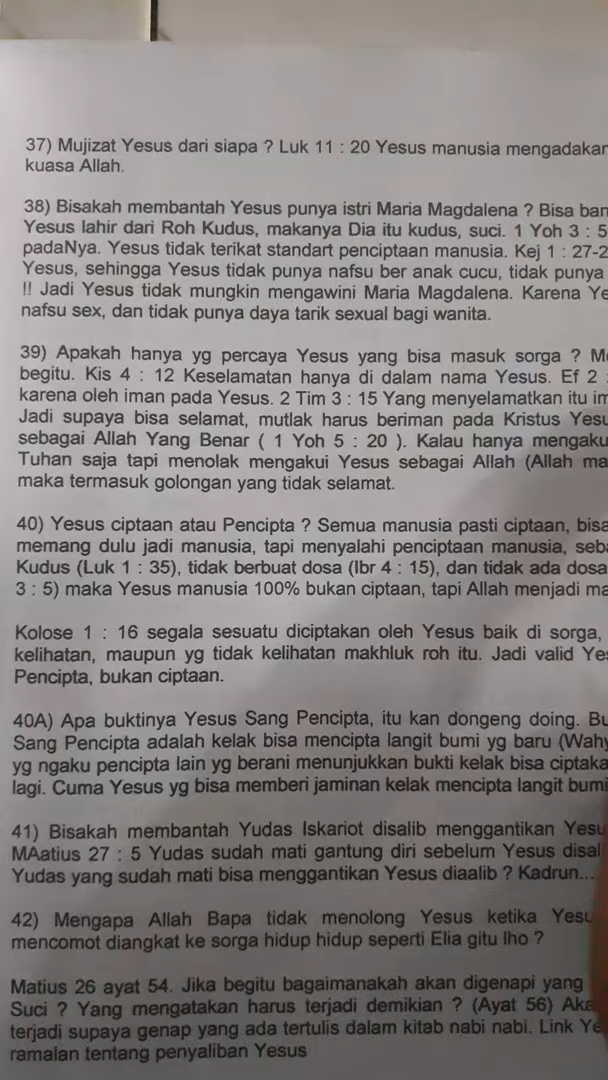 37) Mujizat Yesus dari siapa ? Luk 11 : 20 Yesus manusia mengadakan
kuasa Allah.
38) Bisakah membantah Yesus punya istri Maria Magdalena ? Bisa
Yesus lahir dari Roh Kudus, makanya Dia itu kudus, suci. 1 Yoh 3 : 5
padaNya. Yesus tidak terikat standart penciptaan manusia. Kej 1 : 27-2
Yesus, sehingga Yesus tidak punya nafsu ber anak cucu, tidak punya
!! Jadi Yesus tidak mungkin mengawini Maria Magdalena. Karena Ye
nafsu sex, dan tidak punya daya tarik sexual bagi wanita.
39) Apakah hanya yg percaya Yesus yang bisa masuk sorga ?
begitu. Kis 4 : 12 Keselamatan hanya di dalam nama Yesus. Ef 2 :
karena oleh iman pada Yesus. 2 Tim 3 : 15 Yang menyelamatkan itu im
Jadi supaya bisa selamat, mutlak harus beriman pada Kristus Yesu
sebagai Allah Yang Benar ( 1 Yoh 5 : 20 ). Kalau hanya mengaku
Tuhan saja tapi menolak mengakui Yesus sebagai Allah (Allah ma
maka termasuk golongan yang tidak selamat.
40) Yesus ciptaan atau Pencipta ? Semua manusia pasti ciptaan, bisa
memang dulu jadi manusia, tapi menyalahi penciptaan manusia, seba
Kudus (Luk 1 : 35), tidak berbuat dosa (Ibr 4 : 15), dan tidak ada dosa
3 : 5) maka Yesus manusia 100% bukan ciptaan, tapi Allah menjadi ma
Kolose 1 : 16 segala sesuatu diciptakan oleh Yesus baik di sorga,
kelihatan, maupun yg tidak kelihatan makhluk roh itu. Jadi valid Yes
Pencipta, bukan ciptaan.
40A) Apa buktinya Yesus Sang Pencipta, itu kan dongeng doing. Bu
Sang Pencipta adalah kelak bisa mencipta langit bumi yg baru (Wahy
yg ngaku pencipta lain yg berani menunjukkan bukti kelak bisa ciptaka
lagi. Cuma Yesus yg bisa memberi jaminan kelak mencipta langit bumi
41) Bisakah membantah Yudas Iskariot disalib menggantikan Yesu
MAatius 27 : 5 Yudas sudah mati gantung diri sebelum Yesus disal
Yudas yang sudah mati bisa menggantikan Yesus diaalib ? Kadrun...
42) Mengapa Allah Bapa tidak menolong Yesus ketika Yesu
mencomot diangkat ke sorga hidup hidup seperti Elia gitu lho ?
Matius 26 ayat 54. Jika begitu bagaimanakah akan digenapi yang
Suci ? Yang mengatakan harus terjadi demikian ? (Ayat 56) Aka
terjadi supaya genap yang ada tertulis dalam kitab nabi nabi. Link Ye
ramalan tentang penyaliban Yesus